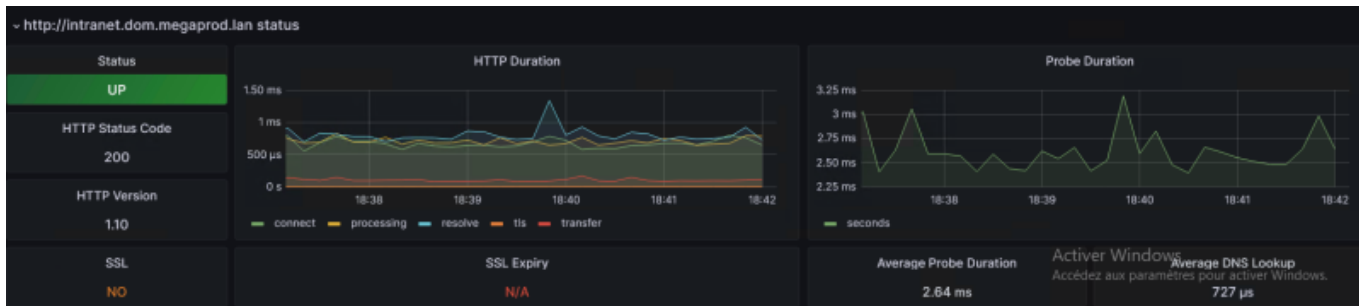 http://intranet.dom.megaprod.lan status
Status
UP
HTTP Status Code
200
HTTP Version
1.10
SSL
NO
HTTP Duration
1.50 ms
1 ms
500 µs
0 s
18:38 18:39 18:40 18:41 18:42
connect processing resolve tls transfer
SSL Expiry
N/A
Probe Duration
3.25 ms
3 ms
2.75 ms
2.50 ms
2.25 ms
18:38 18:39 18:40 18:41 18:42
seconds
Average Probe Duration
2.64 ms
Average DNS Lookup
727 µs
Activer Windows
Accédez aux paramètres pour activer Windows.